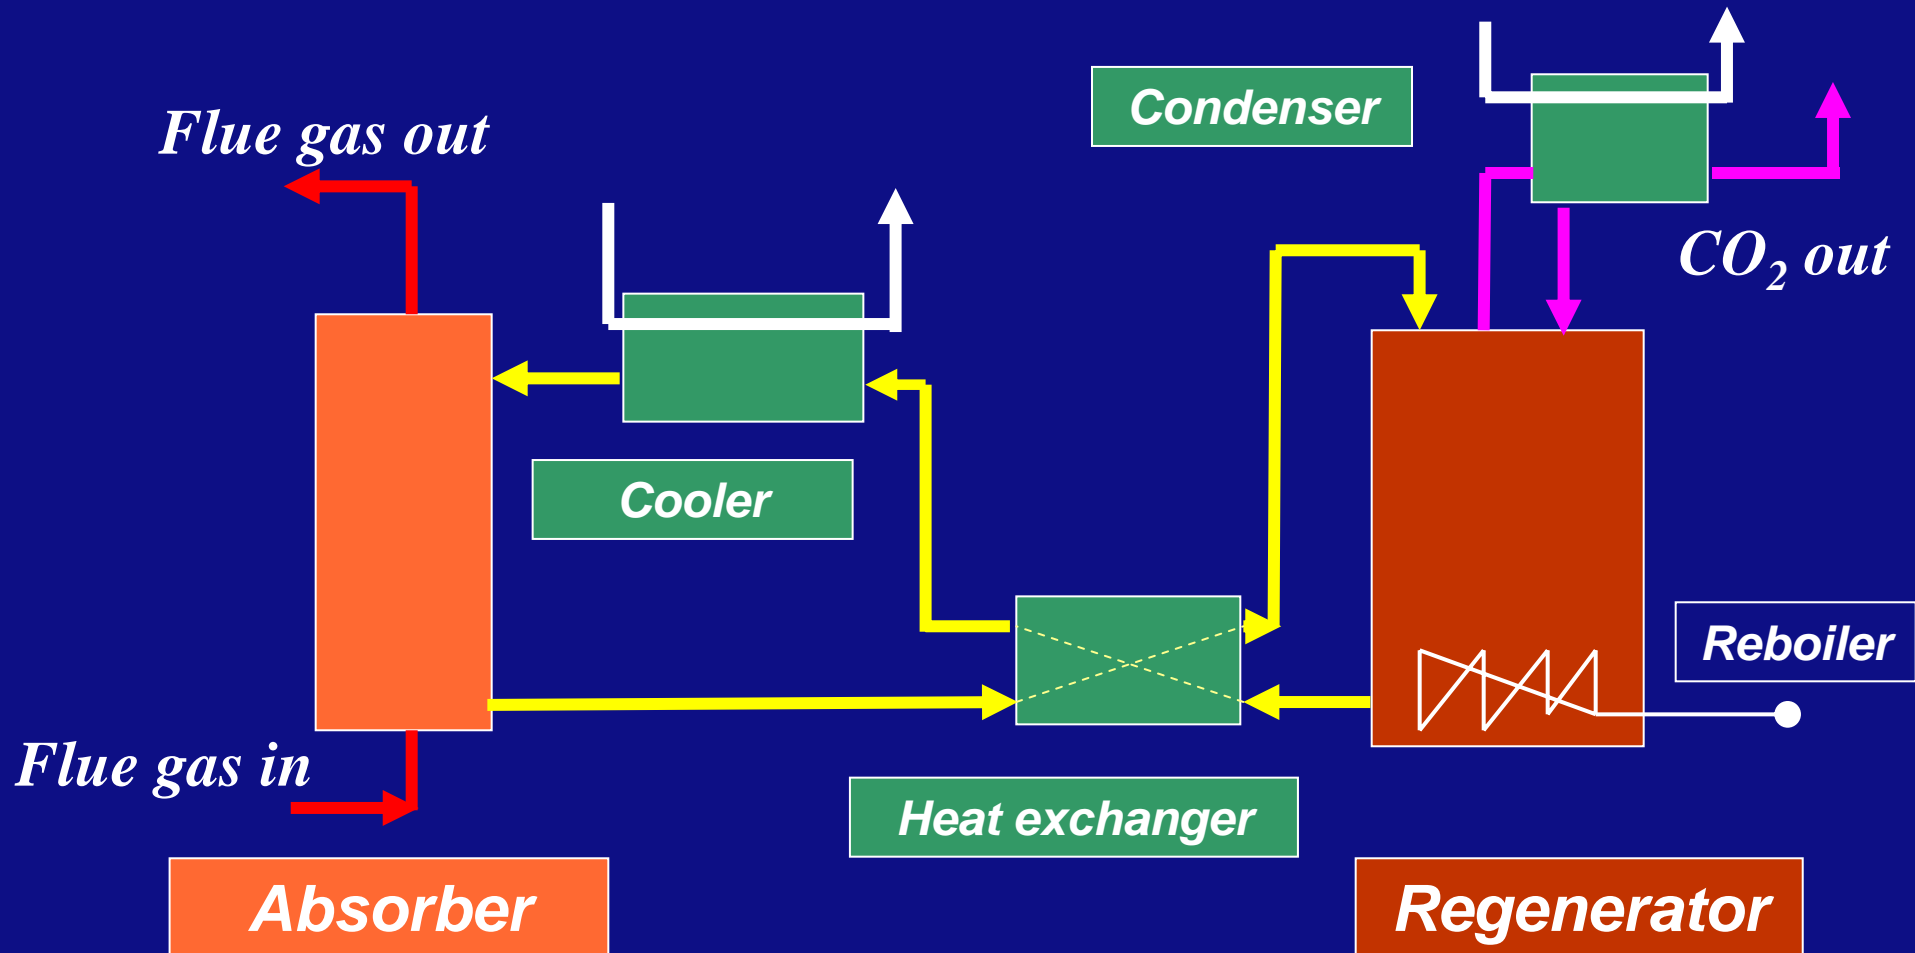 Condenser
Flue gas out
CO2 out
Cooler
Reboiler
Flue gas in
Heat exchanger
Absorber
Regenerator